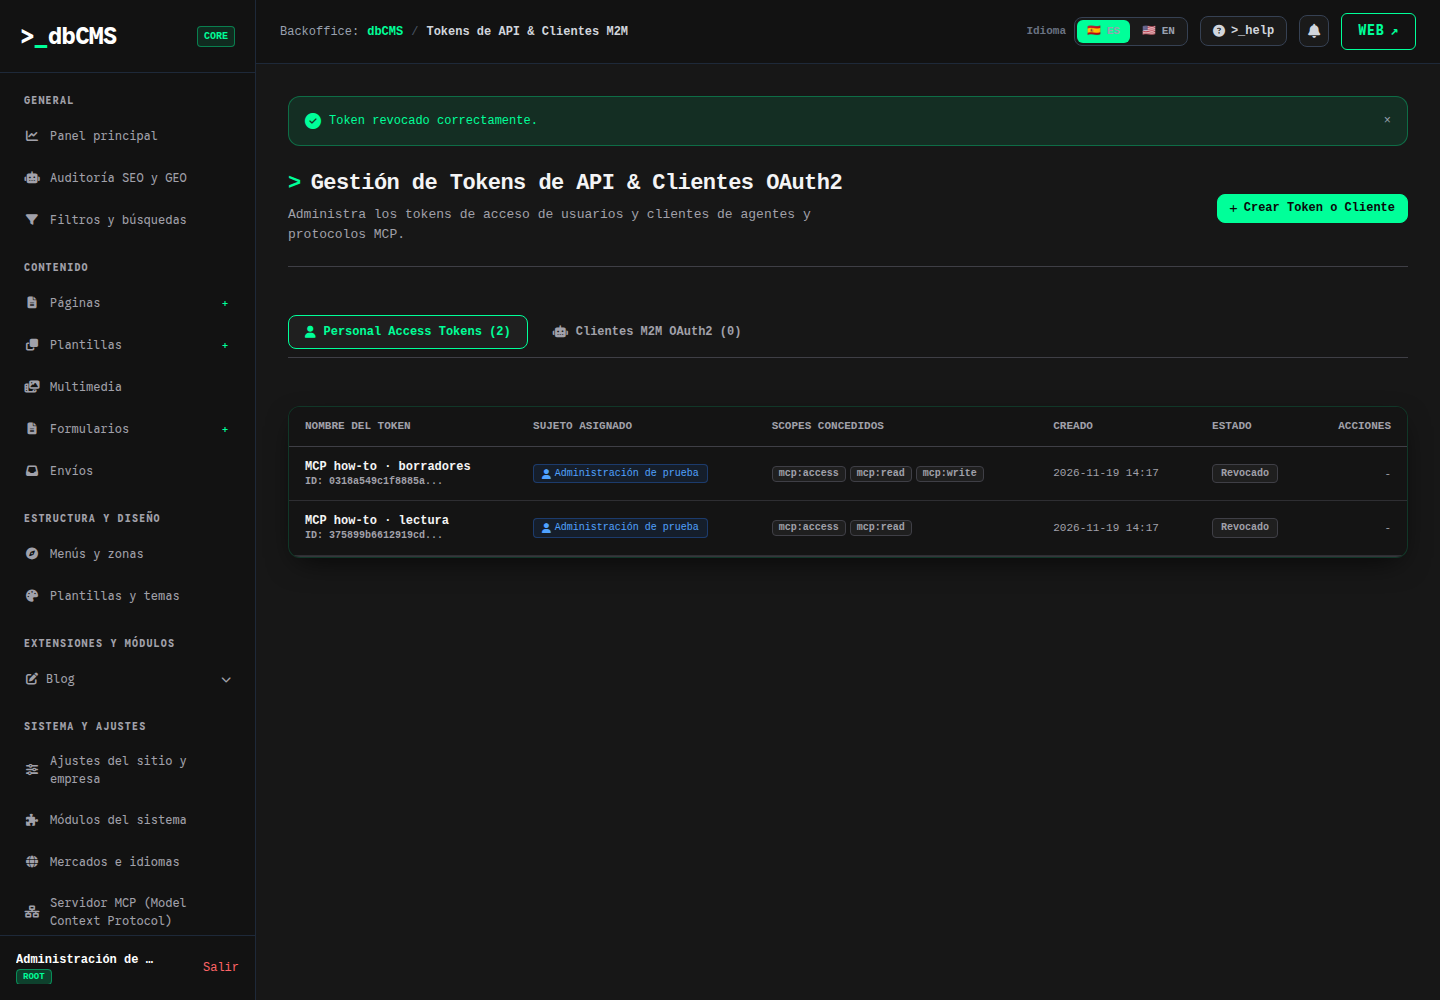 >_dbCMS
CORE
GENERAL
Panel principal
Auditoría SEO y GEO
Filtros y búsquedas
CONTENIDO
Páginas +
Plantillas +
Multimedia
Formularios +
Envíos
ESTRUCTURA Y DISEÑO
Menús y zonas
Plantillas y temas
EXTENSIONES Y MÓDULOS
Blog
SISTEMA Y AJUSTES
Ajustes del sitio y
empresa
Módulos del sistema
Mercados e idiomas
Servidor MCP (Model
Context Protocol)
Administración de …
ROOT
Salir
Backoffice: dbCMS / Tokens de API & Clientes M2M
Idioma
EN
>_help
WEB ↗
Token revocado correctamente. ×
> Gestión de Tokens de API & Clientes OAuth2
Administra los tokens de acceso de usuarios y clientes de agentes y
protocolos MCP.
+ Crear Token o Cliente
Personal Access Tokens (2)
Clientes M2M OAuth2 (0)
NOMBRE DEL TOKEN SUJETO ASIGNADO SCOPES CONCEDIDOS CREADO ESTADO ACCIONES
MCP how-to · borradores
ID: 0318a549c1f8885a...
Administración de prueba mcp:access mcp:read mcp:write 2026-11-19 14:17 Revocado -
MCP how-to · lectura
ID: 375899b6612919cd...
Administración de prueba mcp:access mcp:read 2026-11-19 14:17 Revocado -